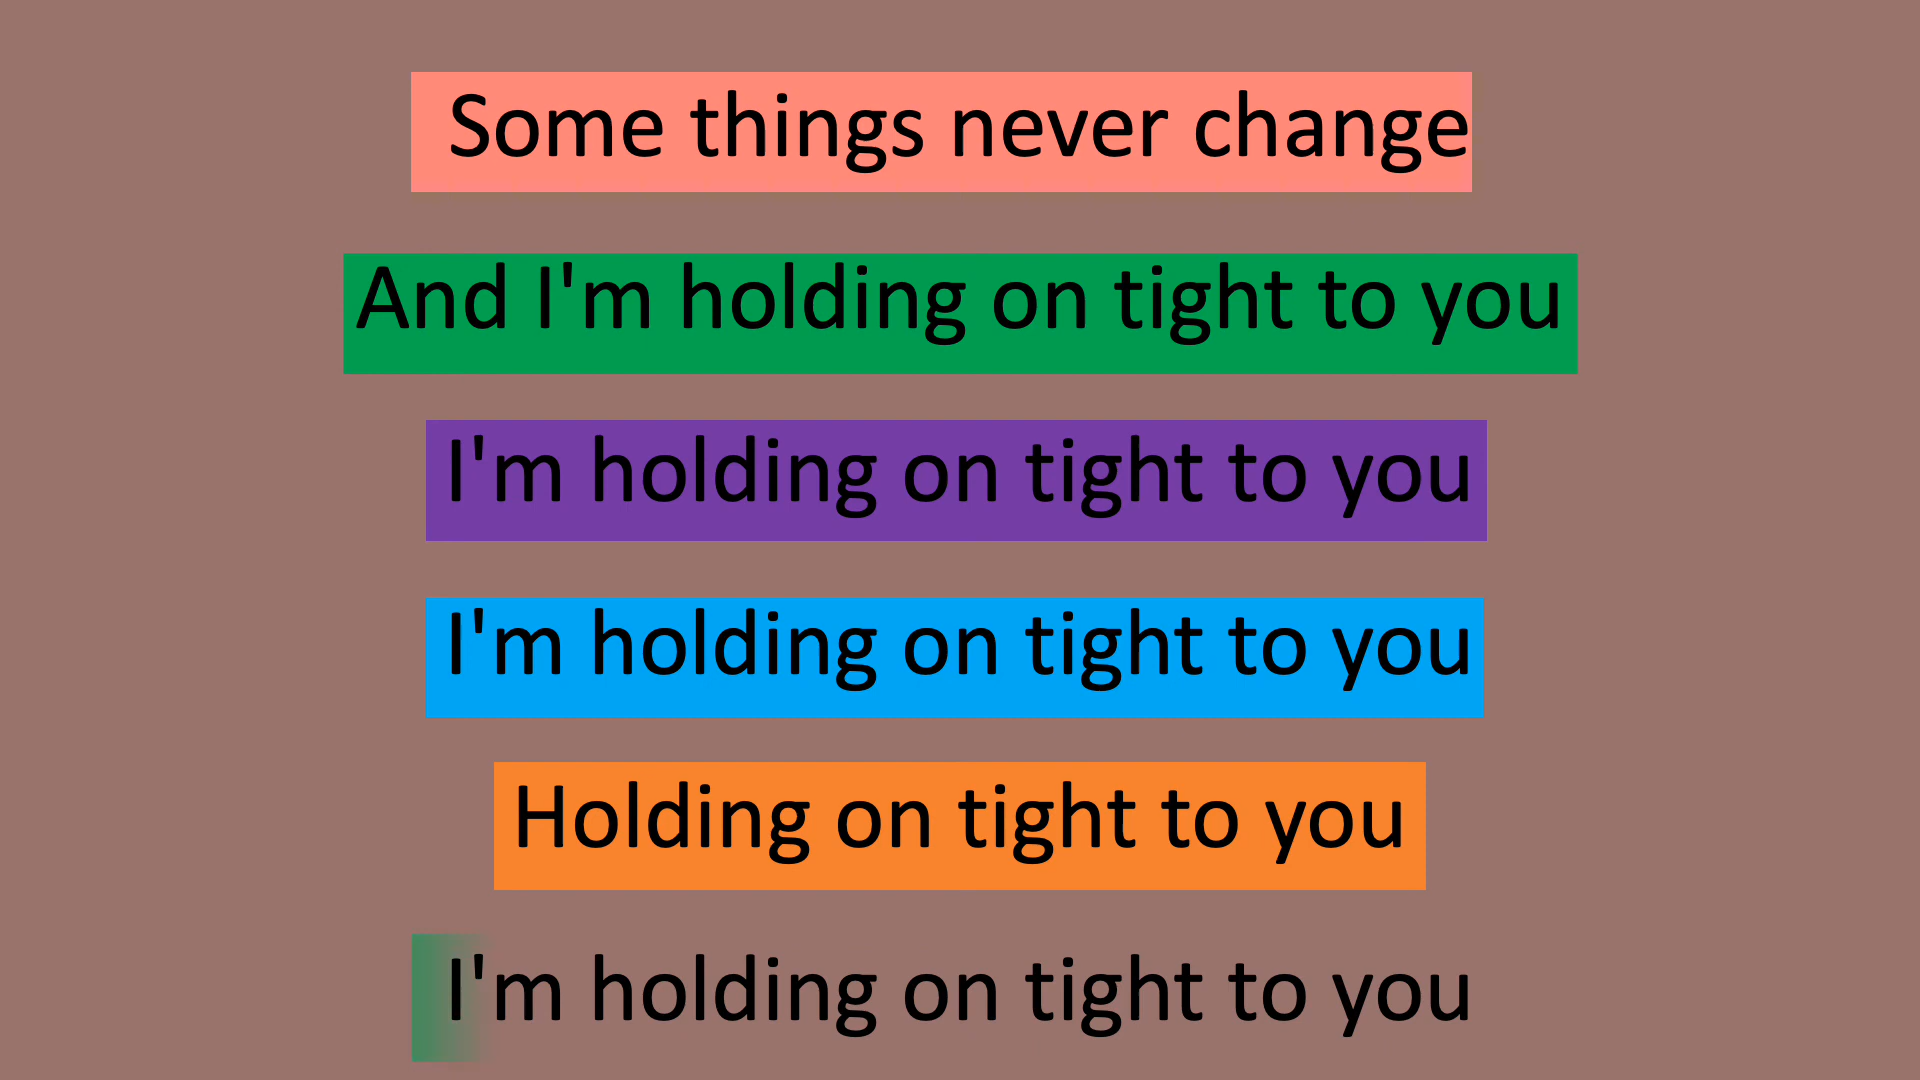 Some things never change
And I'm holding on tight to you
I'm holding on tight to you
I'm holding on tight to you
Holding on tight to you
I'm holding on tight to you